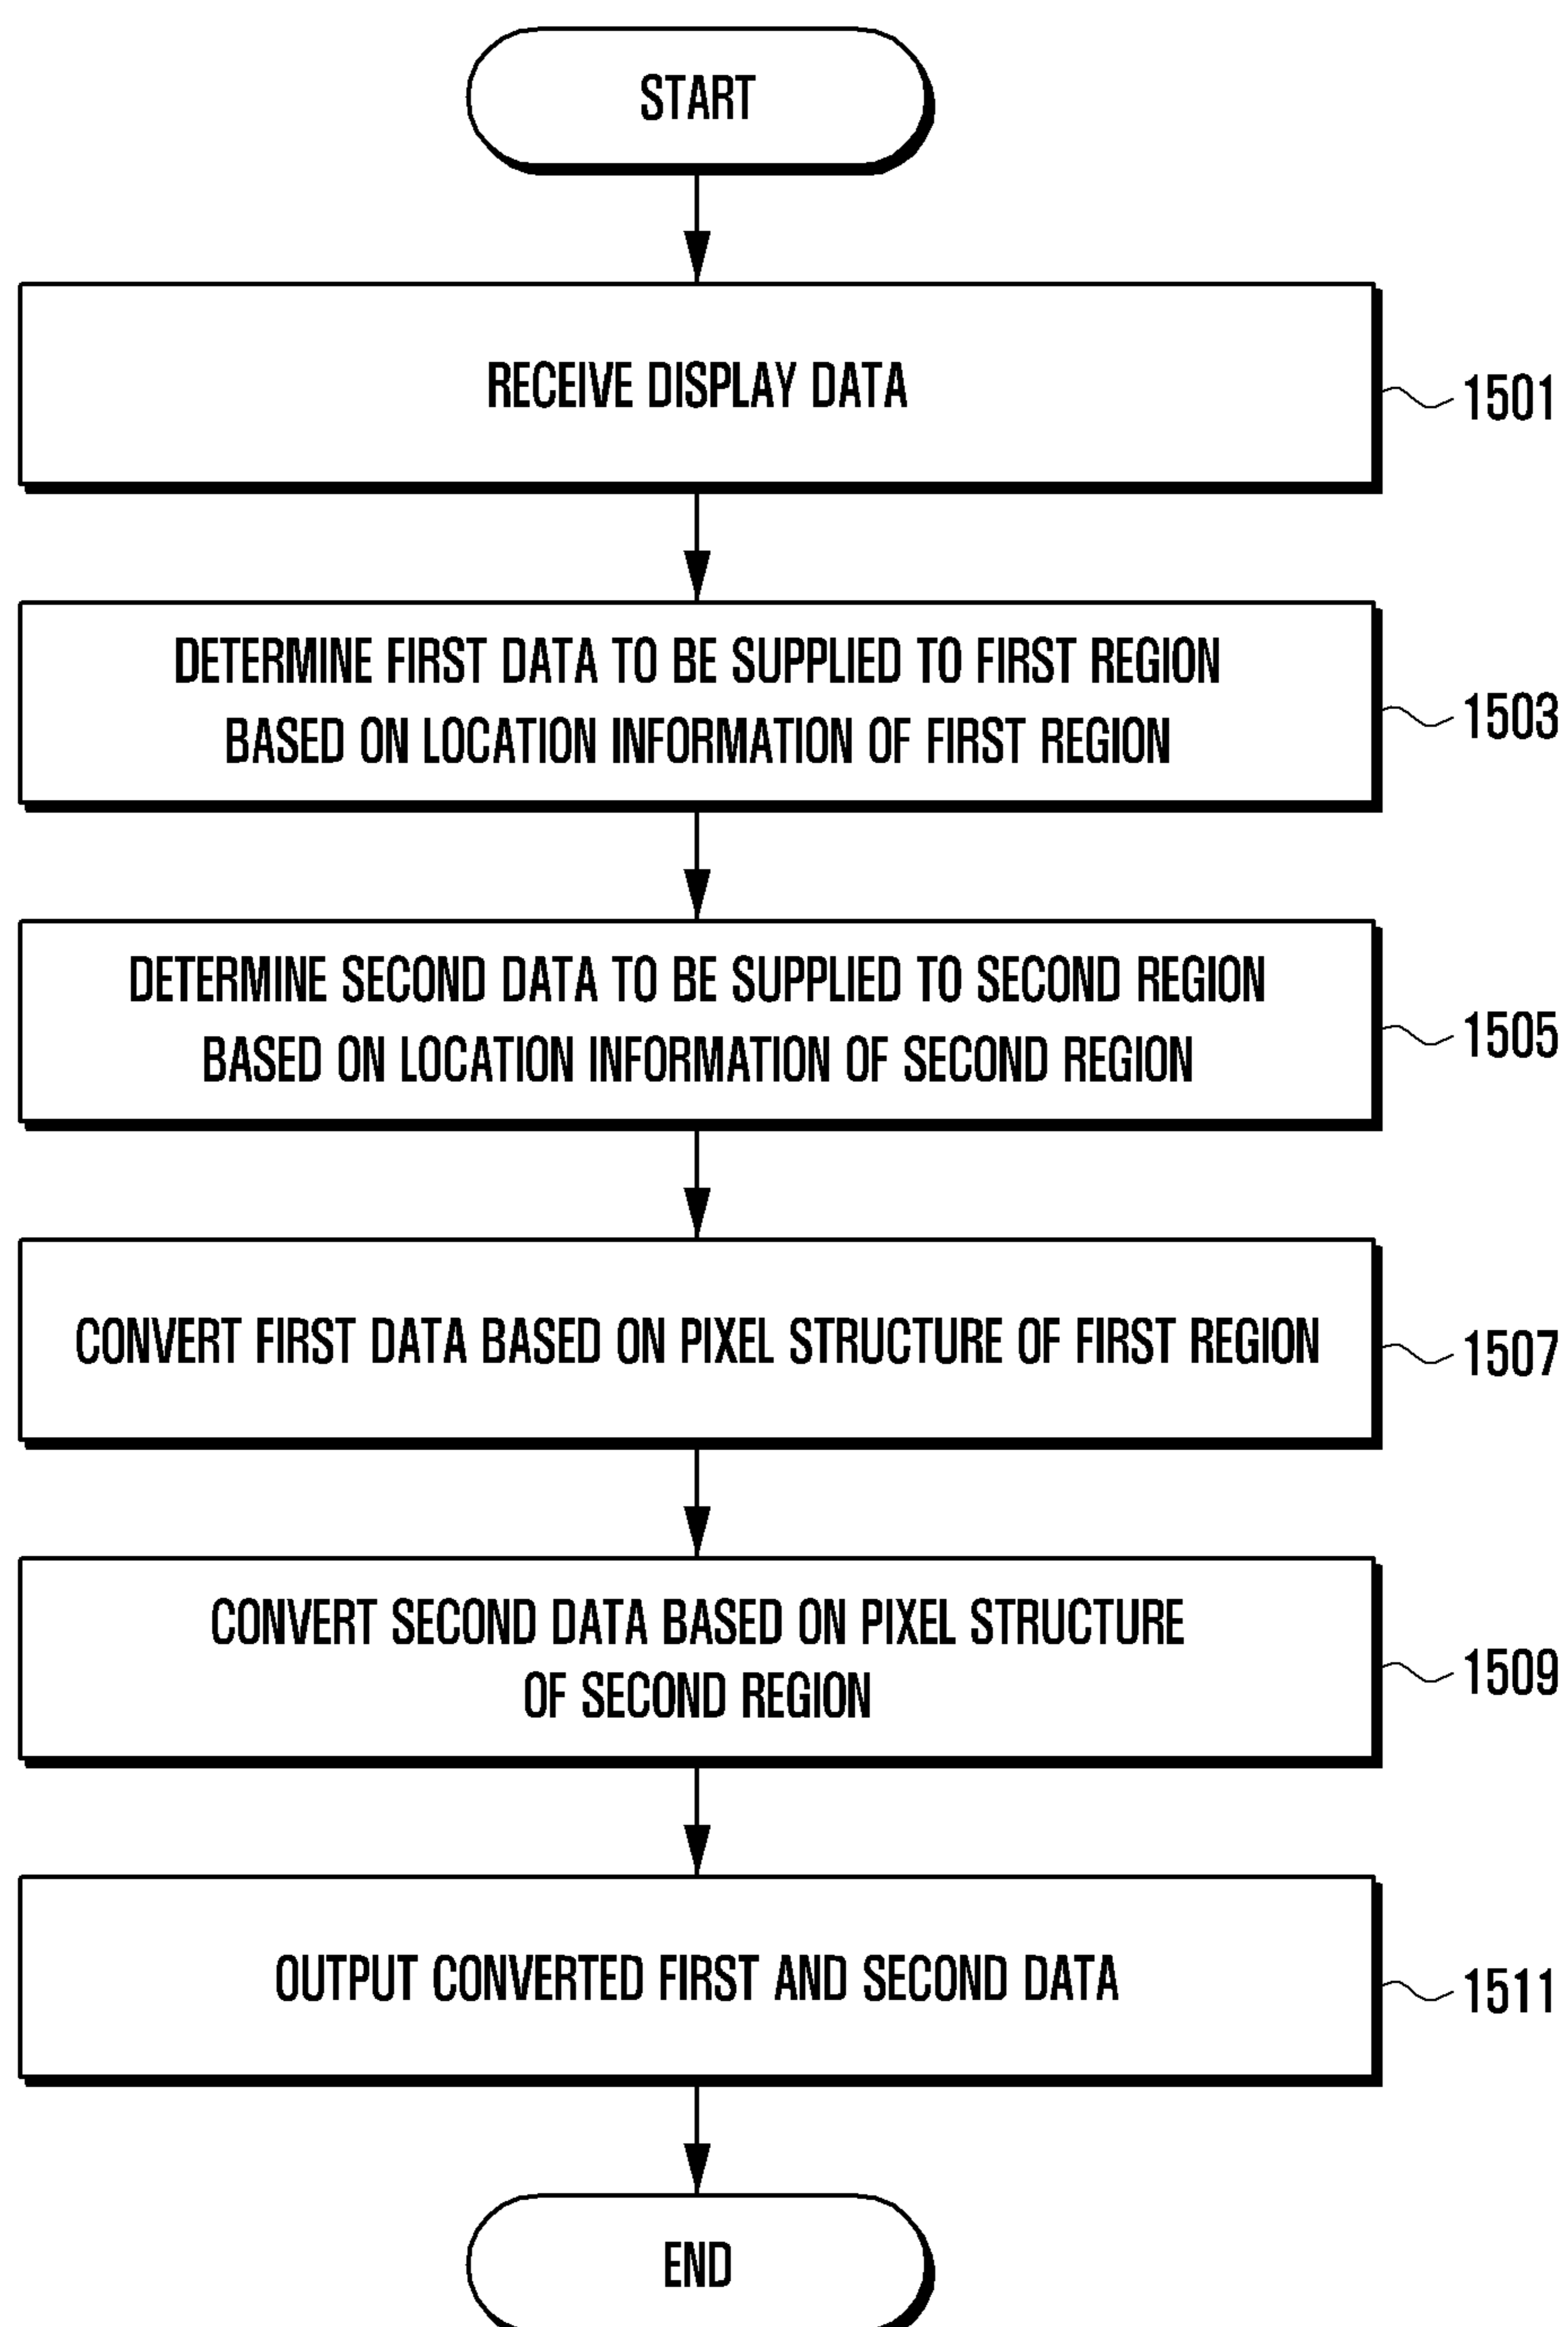 START
RECEIVE DISPLAY DATA
1501
DETERMINE FIRST DATA TO BE SUPPLIED TO FIRST REGION
BASED ON LOCATION INFORMATION OF FIRST REGION
1503
DETERMINE SECOND DATA TO BE SUPPLIED TO SECOND REGION
BASED ON LOCATION INFORMATION OF SECOND REGION
1505
CONVERT FIRST DATA BASED ON PIXEL STRUCTURE OF FIRST REGION
1507
CONVERT SECOND DATA BASED ON PIXEL STRUCTURE
OF SECOND REGION
1509
OUTPUT CONVERTED FIRST AND SECOND DATA
1511
END